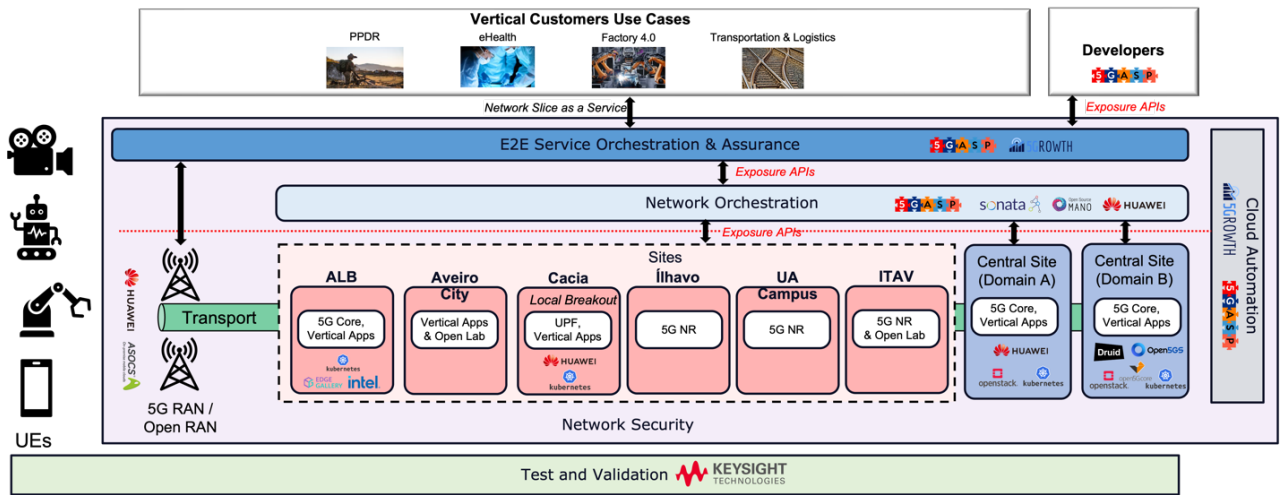 Vertical Customers Use Cases
PPDR
eHealth
Factory 4.0
Transportation & Logistics
Developers
5GASP
Network Slice as a Service
Exposure APIs
E2E Service Orchestration & Assurance
5GASP
5GROWTH
Exposure APIs
Network Orchestration
5GASP
sonata
Open Source
MANO
HUAWEI
Exposure APIs
Cloud Automation
5GROWTH
5GASP
Sites
HUAWEI
ASOCS
Transport
5G RAN /
Open RAN
UEs
ALB
5G Core,
Vertical Apps
kubernetes
EDGE
GALLERY
intel.
Aveiro
City
Vertical Apps
& Open Lab
Cacia
Local Breakout
UPF,
Vertical Apps
HUAWEI
kubernetes
Ílhavo
5G NR
UA
Campus
5G NR
ITAV
5G NR
& Open Lab
Central Site
(Domain A)
5G Core,
Vertical Apps
HUAWEI
openstack.
kubernetes
Central Site
(Domain B)
5G Core,
Vertical Apps
Druid
Open5GS
openstack.
open5Gcore
kubernetes
Network Security
Test and Validation
KEYSIGHT
TECHNOLOGIES